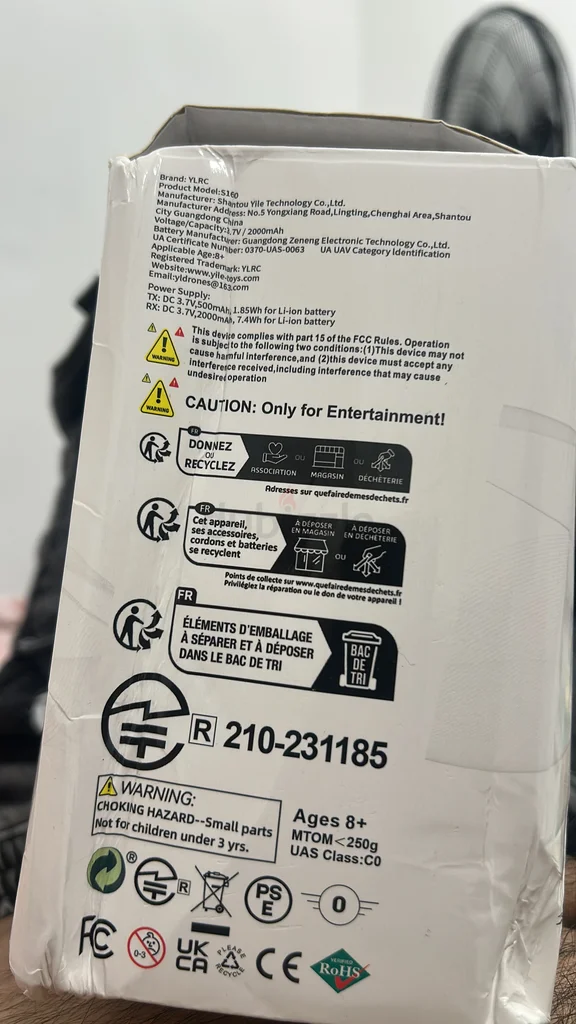 Brand: YLRC
Product Model:S160
Manufacturer: Shantou Yile Technology Co.,Ltd.
Manufacturer Address: No.5 Yongxiang Road,Lingting,Chenghai Area,Shantou
City Guangdong China
Voltage/Capacity:3.7V / 2000mAh
Battery Manufacturer: Guangdong Zeneng Electronic Technology Co.,Ltd.
UA Certificate Number: 0370-UAS-0063 UA UAV Category Identification
Applicable Age:8+
Registered Trademark: YLRC
Website:www.yile-toys.com
Email:yldrones@163.com
Power Supply:
TX: DC 3.7V,500mAh, 1.85Wh for Li-ion battery
RX: DC 3.7V,2000mAh, 7.4Wh for Li-ion battery
This device complies with part 15 of the FCC Rules. Operation
is subject to the following two conditions:(1)This device may not
cause harmful interference,and (2)this device must accept any
interference received,including interference that may cause
undesired operation
WARNING
WARNING
CAUTION: Only for Entertainment!
FR
DONNEZ
OU
RECYCLEZ
ASSOCIATION
OU
MAGASIN
OU
DÉCHÈTERIE
Adresses sur quefairedemesdechets.fr
FR
Cet appareil,
ses accessoires,
cordons et batteries
se recyclent
À DÉPOSER
EN MAGASIN
OU
À DÉPOSER
EN DÉCHÈTERIE
Points de collecte sur www.quefairedemesdechets.fr
Privilégiez la réparation ou le don de votre appareil !
FR
ÉLÉMENTS D'EMBALLAGE
À SÉPARER ET À DÉPOSER
DANS LE BAC DE TRI
BAC
DE
TRI
R 210-231185
WARNING:
CHOKING HAZARD--Small parts
Not for children under 3 yrs.
Ages 8+
MTOM<250g
UAS Class:C0
®
R
PS
E
0
FC
0-3
UK
CA
PLEASE
RECYCLE
CE
RoHS